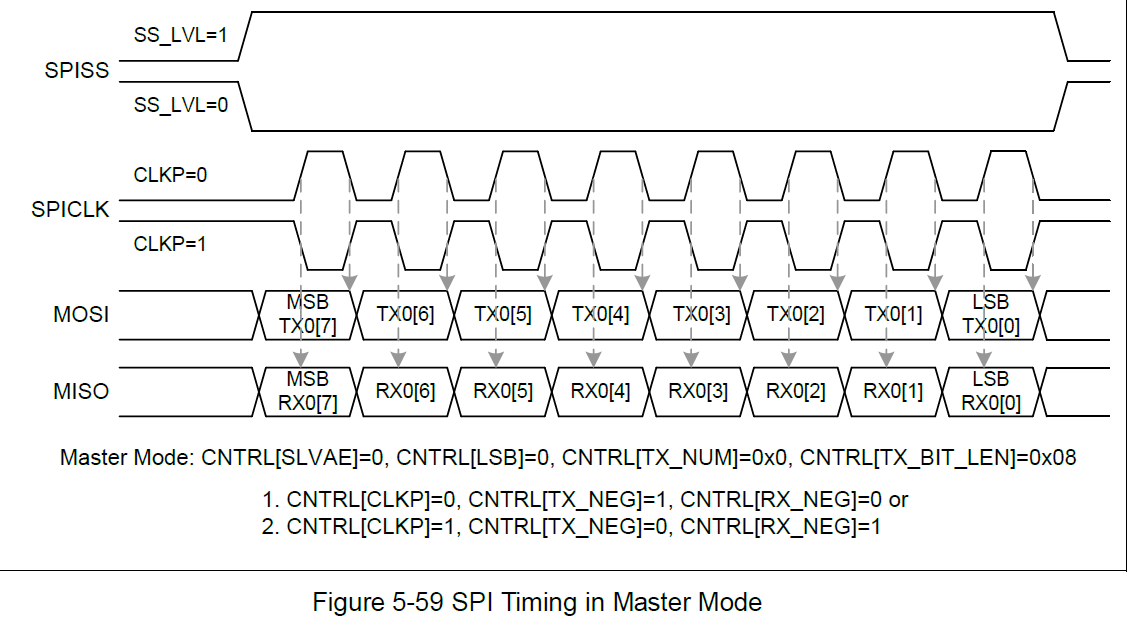 SS_LVL=1
SPISS
SS_LVL=0
CLKP=0
SPICLK
CLKP=1
MOSI
MSB
TX0[7]
TX0[6]
TX0[5]
TX0[4]
TX0[3]
TX0[2]
TX0[1]
LSB
TX0[0]
MISO
MSB
RX0[7]
RX0[6]
RX0[5]
RX0[4]
RX0[3]
RX0[2]
RX0[1]
LSB
RX0[0]
Master Mode: CNTRL[SLVAE]=0, CNTRL[LSB]=0, CNTRL[TX_NUM]=0x0, CNTRL[TX_BIT_LEN]=0x08
1. CNTRL[CLKP]=0, CNTRL[TX_NEG]=1, CNTRL[RX_NEG]=0 or
2. CNTRL[CLKP]=1, CNTRL[TX_NEG]=0, CNTRL[RX_NEG]=1
Figure 5-59 SPI Timing in Master Mode